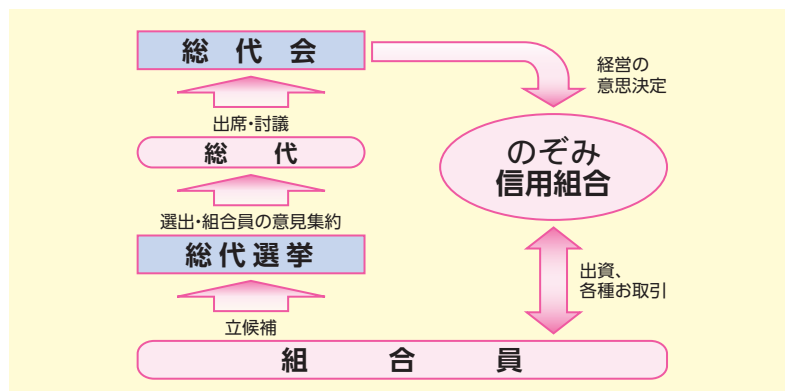 総代会
経営の
意思決定
出席・討議
総代
のぞみ
信用組合
選出・組合員の意見集約
総代選挙
出資、
各種お取引
立候補
組合員